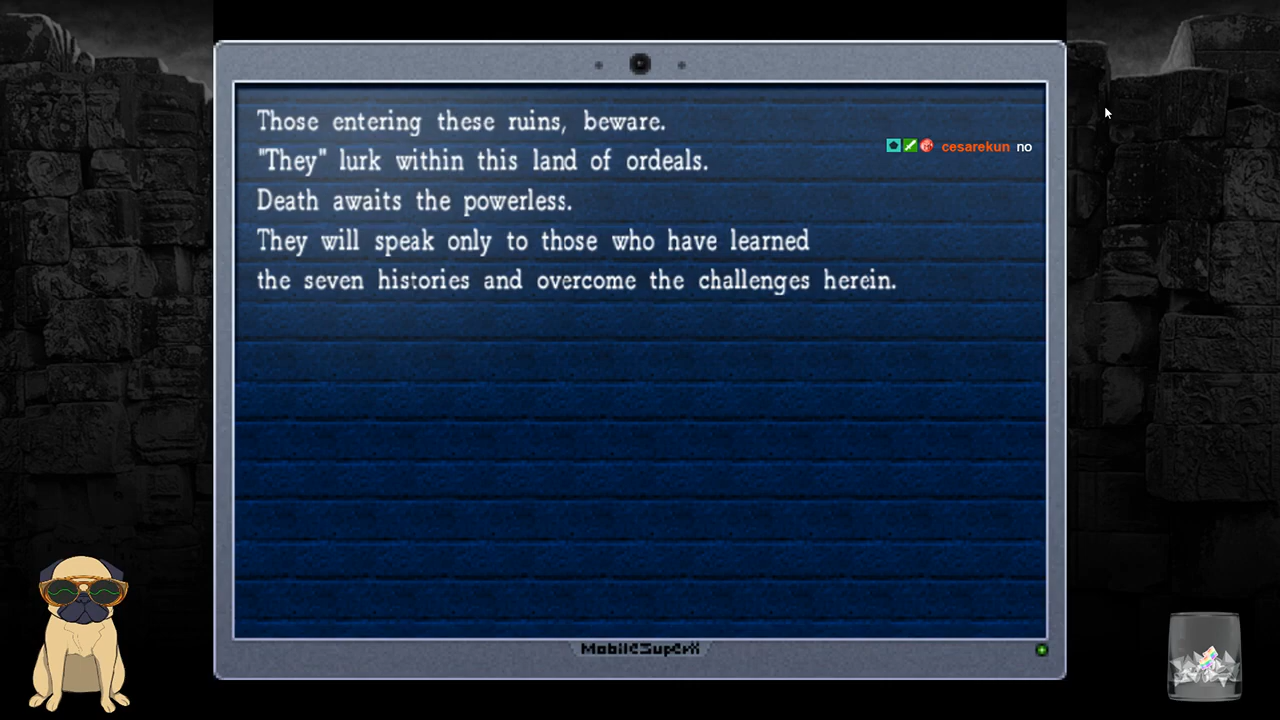 Those entering these ruins, beware.
cesarekun no
"They" lurk within this land of ordeals.
Death awaits the powerless.
They will speak only to those who have learned
the seven histories and overcome the challenges herein.
MobileSuperX